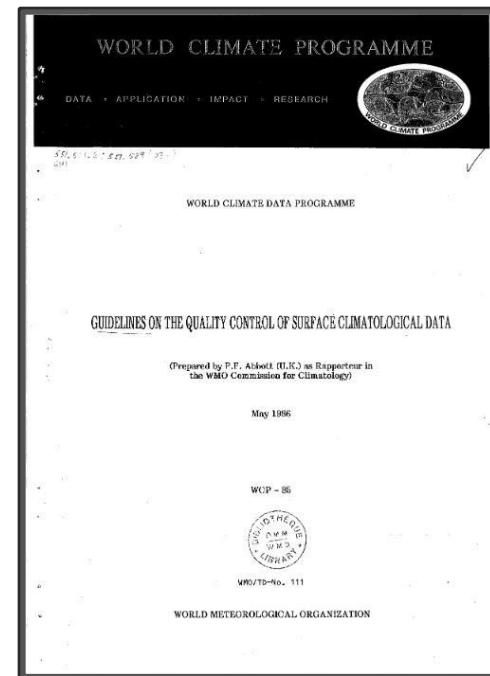 WORLD CLIMATE PROGRAMME
DATA • APPLICATION • IMPACT • RESEARCH
WORLD CLIMATE PROGRAMME
WORLD CLIMATE DATA PROGRAMME
GUIDELINES ON THE QUALITY CONTROL OF SURFACE CLIMATOLOGICAL DATA
(Prepared by P.F. Abbott (U.K.) as Rapporteur in
the WMO Commission for Climatology)
May 1986
WCP - 85
BIBLIOTHEQUE
O M M
W M O
LIBRARY
WMO/TD-No. 111
WORLD METEOROLOGICAL ORGANIZATION